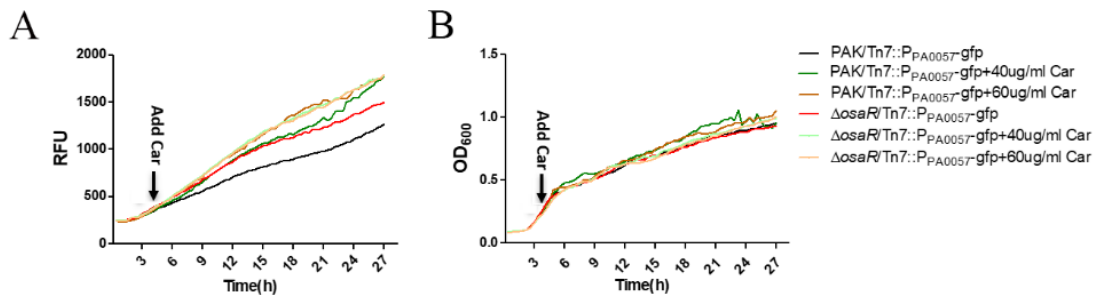 A
RFU
2000
1500
1000
500
0
Add Car
3 6 9 12 15 18 21 24 27
Time(h)
B
OD600
1.5
1.0
0.5
0.0
Add Car
3 6 9 12 15 18 21 24 27
Time(h)
PAK/Tn7::PPA0057-gfp
PAK/Tn7::PPA0057-gfp+40ug/ml Car
PAK/Tn7::PPA0057-gfp+60ug/ml Car
ΔosaR/Tn7::PPA0057-gfp
ΔosaR/Tn7::PPA0057-gfp+40ug/ml Car
ΔosaR/Tn7::PPA0057-gfp+60ug/ml Car